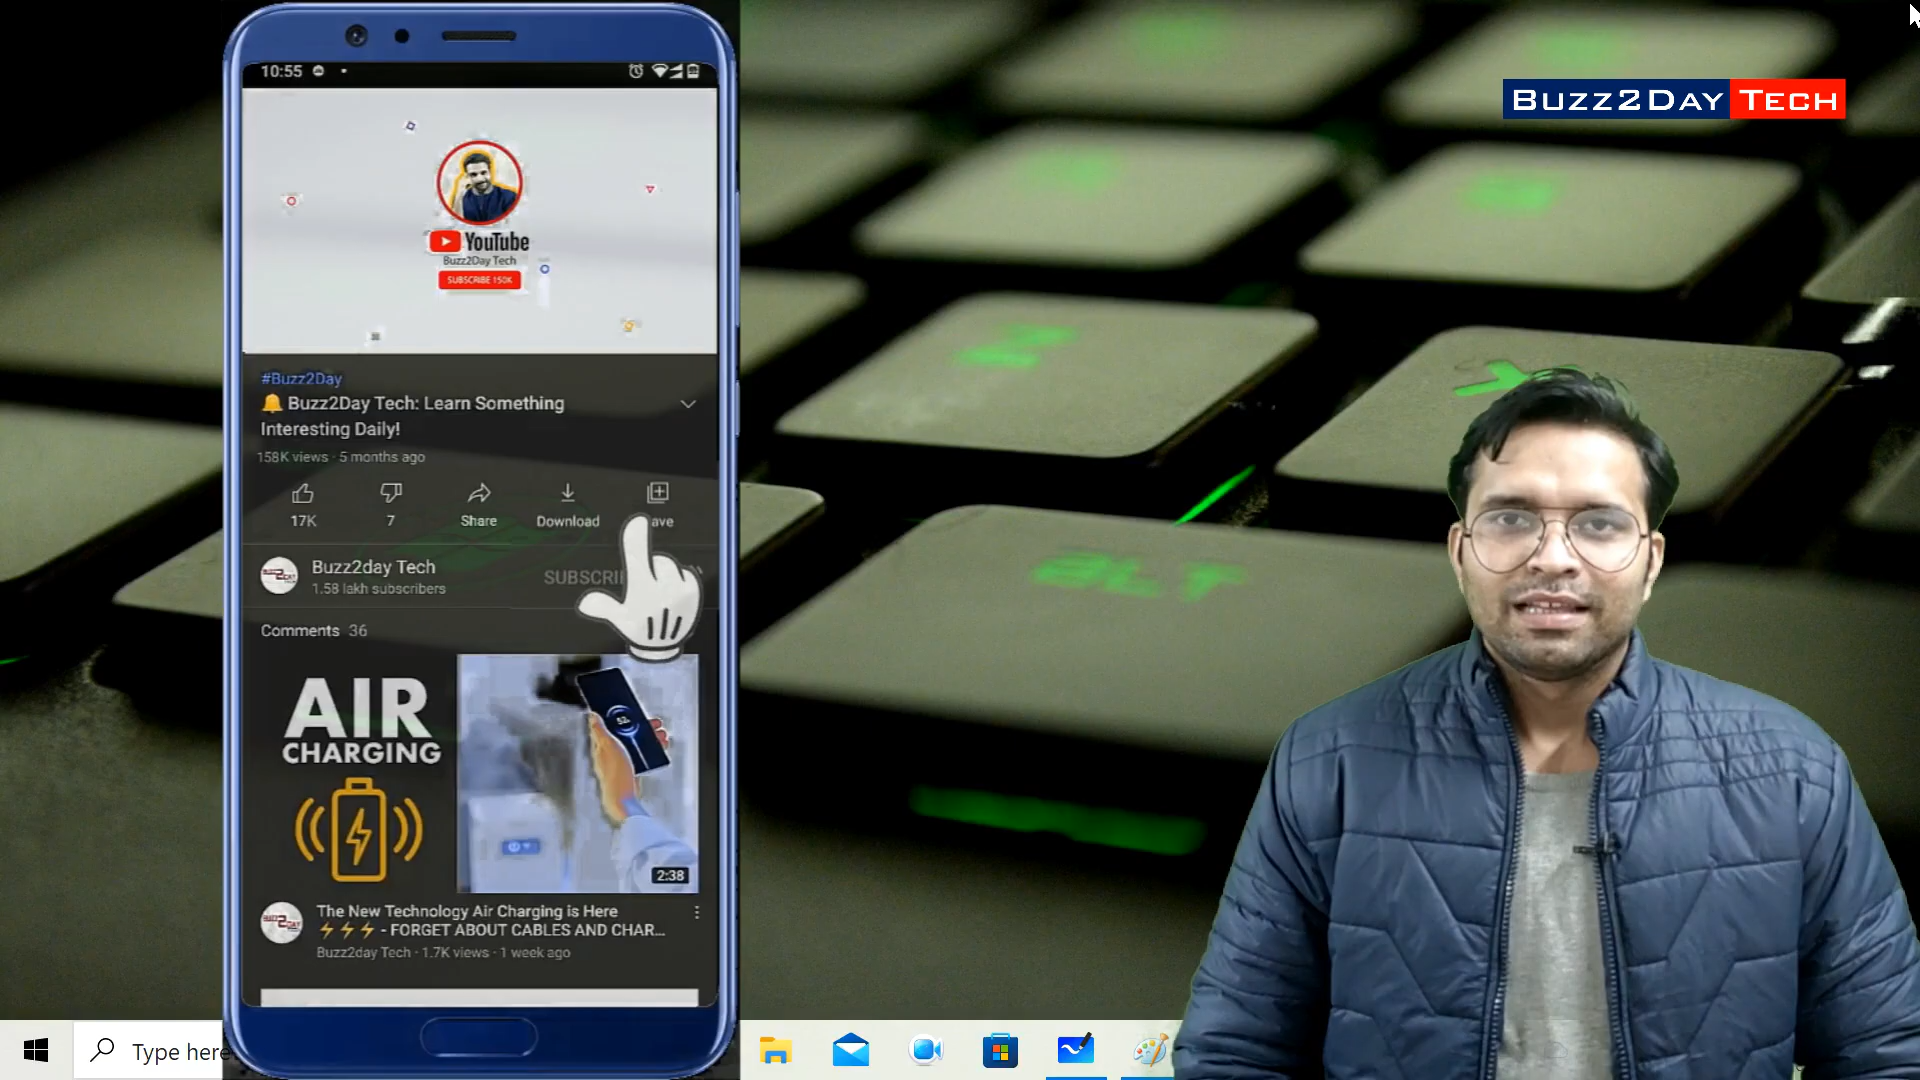 10:55
BUZZ2DAY TECH
YouTube
Buzz2Day Tech
SUBSCRIBE 150K
#Buzz2Day
Buzz2Day Tech: Learn Something
Interesting Daily!
158K views · 5 months ago
17K
7
Share
Download
ave
Buzz2day Tech
1.58 lakh subscribers
SUBSCRI
Comments 36
AIR
CHARGING
2:38
The New Technology Air Charging is Here
⚡⚡⚡ - FORGET ABOUT CABLES AND CHAR...
Buzz2day Tech · 1.7K views · 1 week ago
Z
Y
ALT
Type here